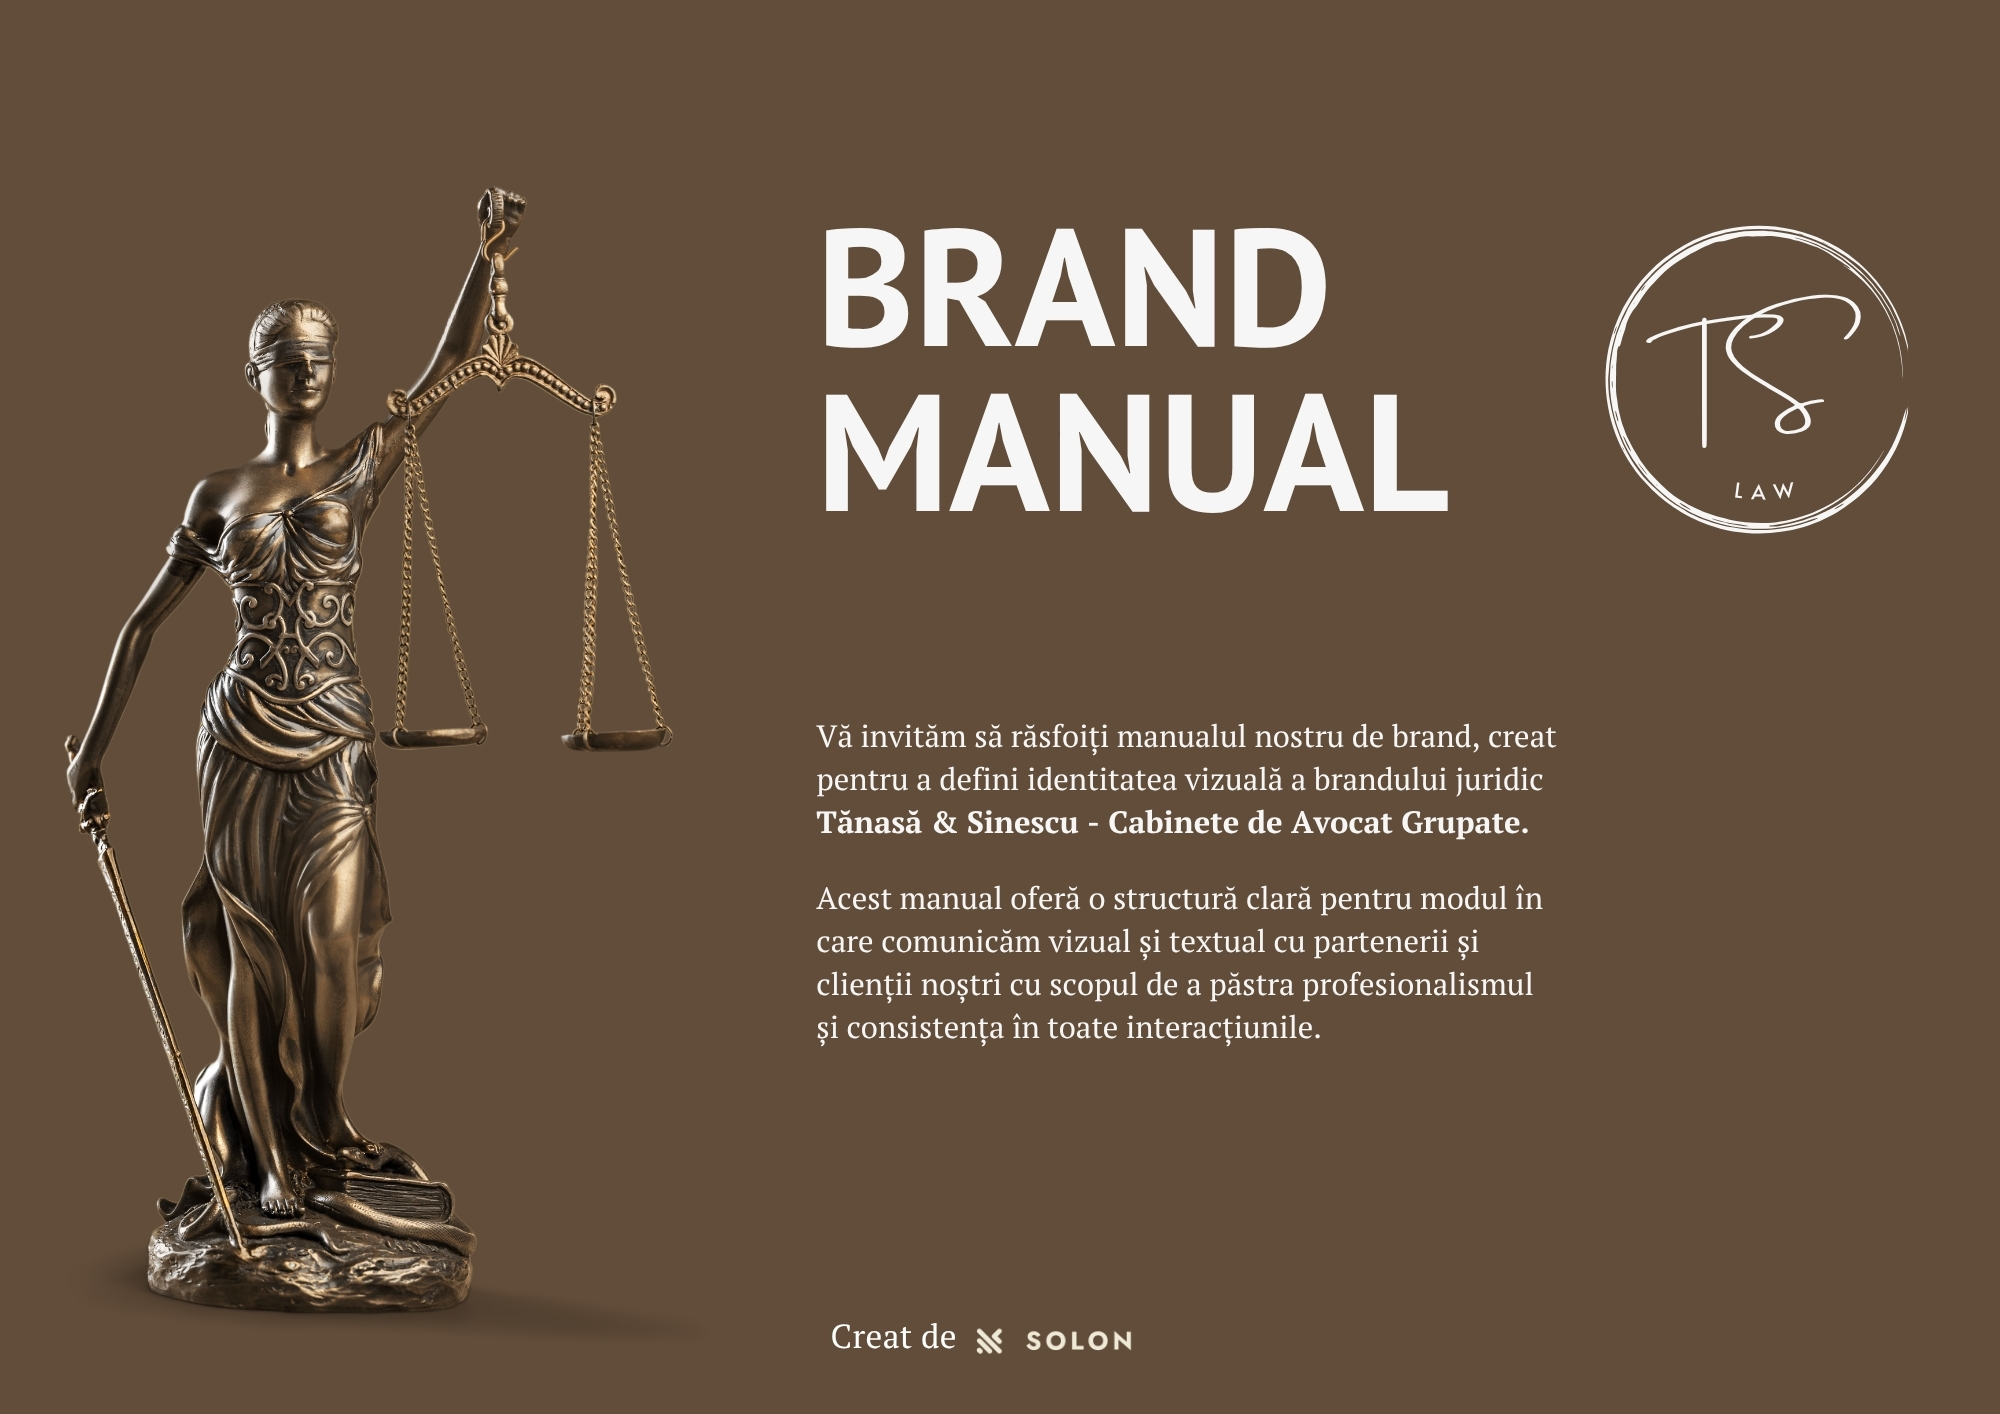 BRAND
MANUAL
TS
LAW
Vă invităm să răsfoiți manualul nostru de brand, creat
pentru a defini identitatea vizuală a brandului juridic
Tănasă & Sinescu - Cabinete de Avocat Grupate.
Acest manual oferă o structură clară pentru modul în
care comunicăm vizual și textual cu partenerii și
clienții noștri cu scopul de a păstra profesionalismul
și consistența în toate interacțiunile.
Creat de SOLON